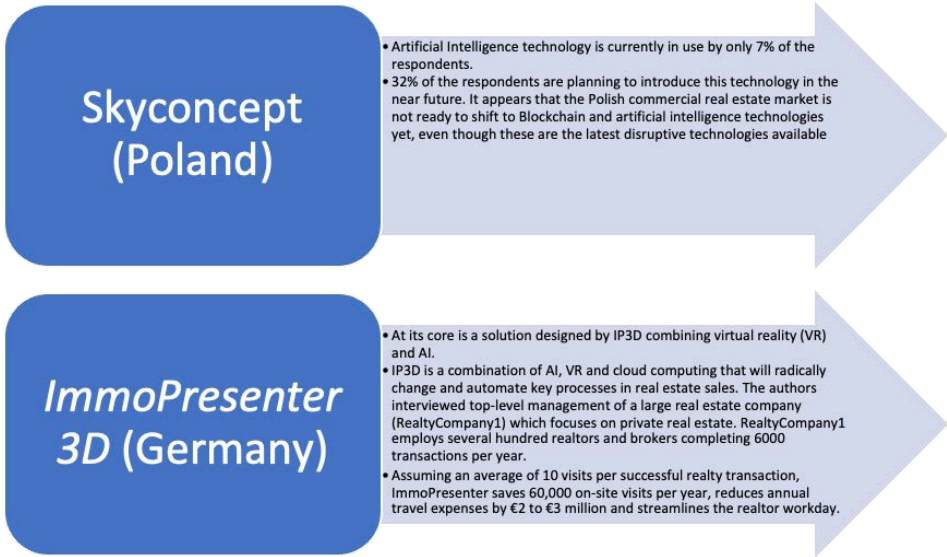 Skyconcept
(Poland)
• Artificial Intelligence technology is currently in use by only 7% of the
respondents.
• 32% of the respondents are planning to introduce this technology in the
near future. It appears that the Polish commercial real estate market is
not ready to shift to Blockchain and artificial intelligence technologies
yet, even though these are the latest disruptive technologies available
ImmoPresenter
3D (Germany)
• At its core is a solution designed by IP3D combining virtual reality (VR)
and AI.
• IP3D is a combination of AI, VR and cloud computing that will radically
change and automate key processes in real estate sales. The authors
interviewed top-level management of a large real estate company
(RealtyCompany1) which focuses on private real estate. RealtyCompany1
employs several hundred realtors and brokers completing 6000
transactions per year.
• Assuming an average of 10 visits per successful realty transaction,
ImmoPresenter saves 60,000 on-site visits per year, reduces annual
travel expenses by €2 to €3 million and streamlines the realtor workday.